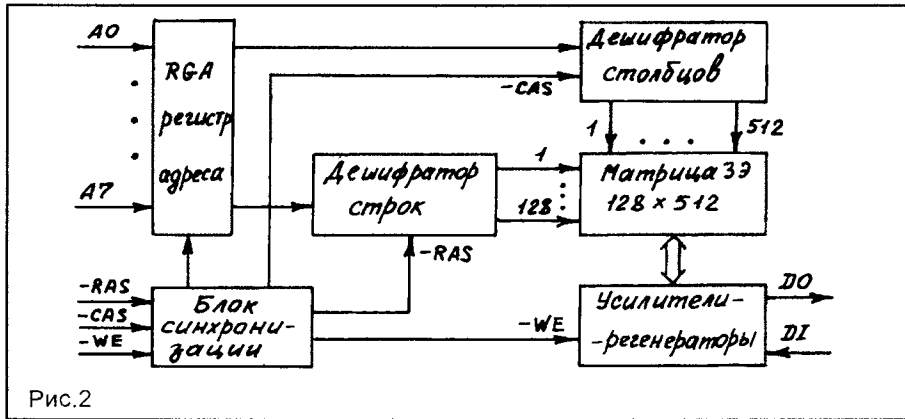 A0
RGA
регистр
адреса
A7
Дешифратор
столбцов
-CAS
1
512
Дешифратор
строк
1
128
Матрица ЗЭ
128 × 512
-RAS
-RAS
-CAS
-WE
Блок
синхрони-
зации
-WE
Усилители-
-регенераторы
DO
DI
Рис.2